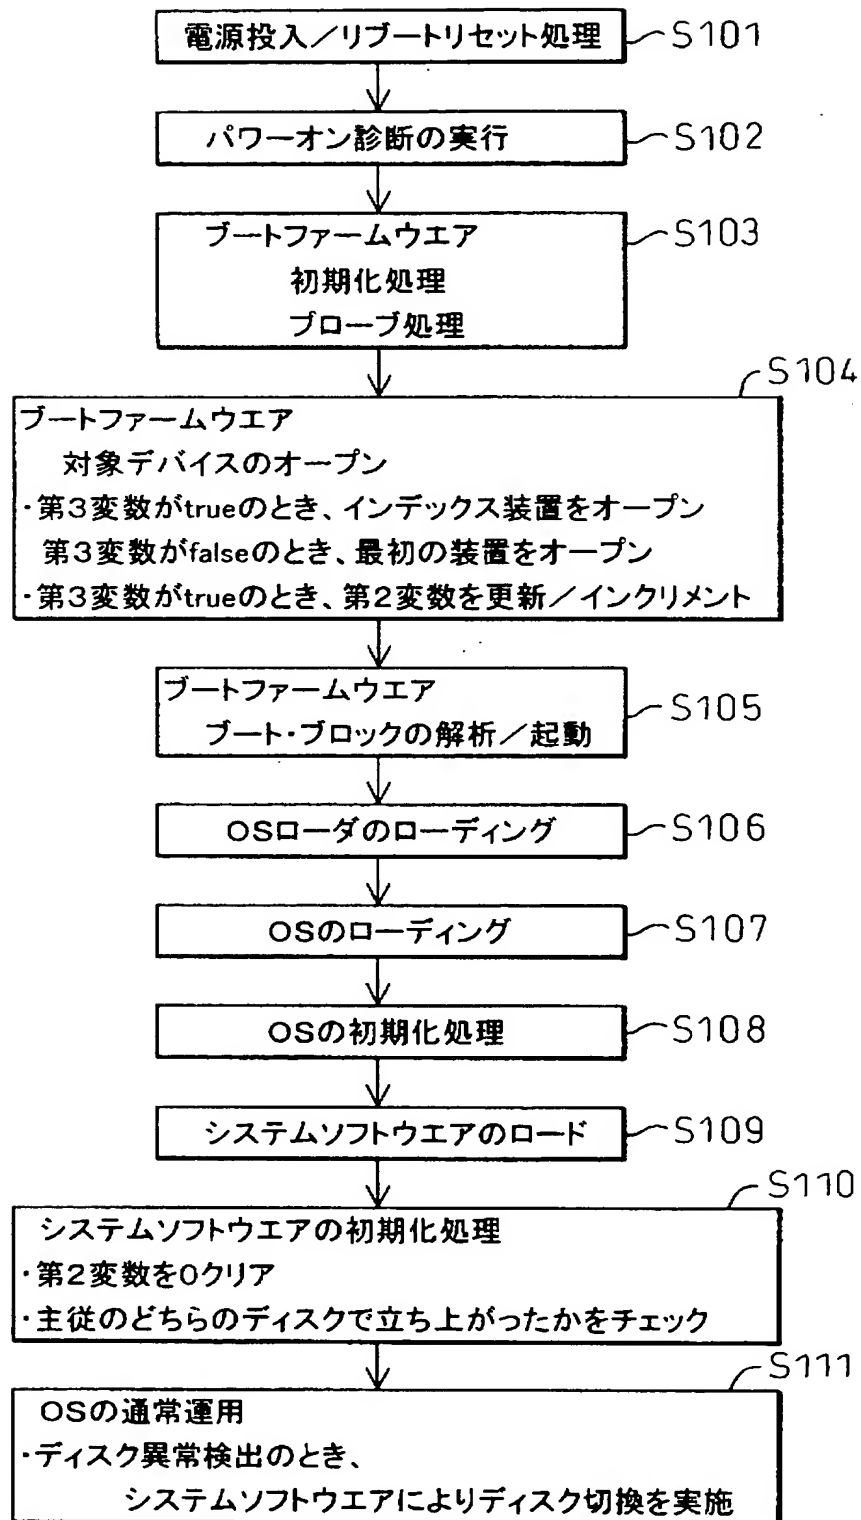 電源投入／リブートリセット処理
S101
パワーオン診断の実行
S102
ブートファームウエア
初期化処理
プローブ処理
S103
S104
ブートファームウエア
対象デバイスのオープン
・第3変数がtrueのとき、インデックス装置をオープン
第3変数がfalseのとき、最初の装置をオープン
・第3変数がtrueのとき、第2変数を更新／インクリメント
ブートファームウエア
ブート・ブロックの解析／起動
S105
OSローダのローディング
S106
OSのローディング
S107
OSの初期化処理
S108
システムソフトウエアのロード
S109
S110
システムソフトウエアの初期化処理
・第2変数を0クリア
・主従のどちらのディスクで立ち上がったかをチェック
S111
OSの通常運用
・ディスク異常検出のとき、
システムソフトウエアによりディスク切換を実施